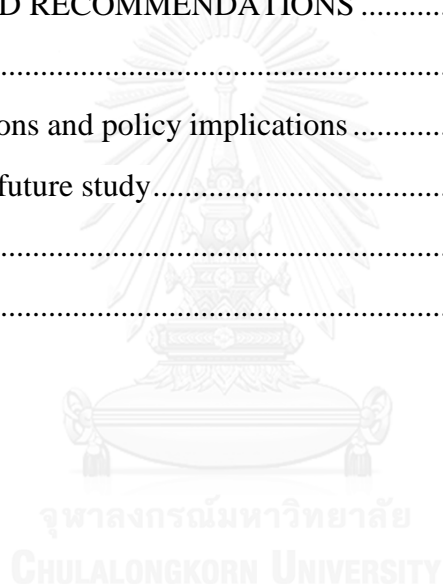 D RECOMMENDATIONS ..........
................................................
ons and policy implications ...........
future study...................................
................................................
................................................
จุฬาลงกรณ์มหาวิทยาลัย
CHULALONGKORN UNIVERSITY